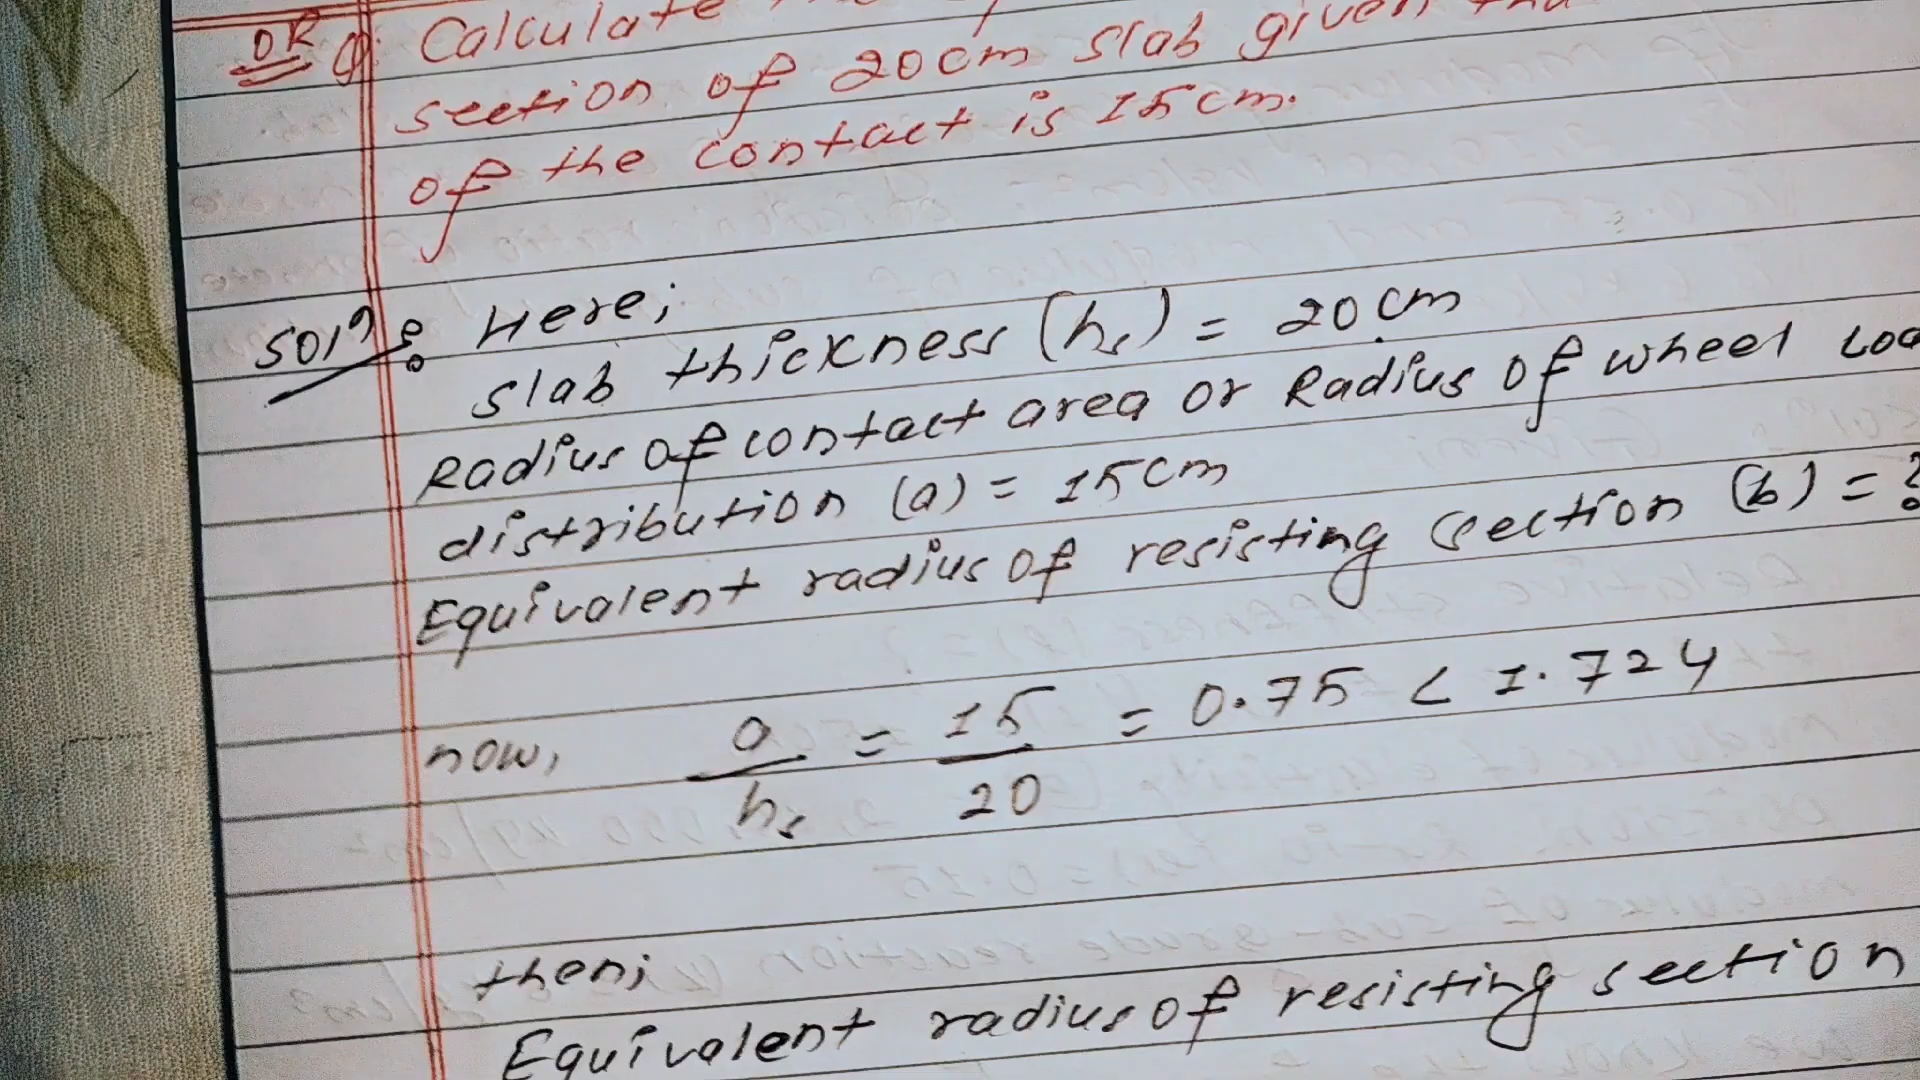 OR Q: Calculate
section of 20cm slab given
of the contact is 15cm.
Soln: Here;
slab thickness (hs) = 20cm
Radius of contact area or Radius of wheel
distribution (a) = 15cm
Equivalent radius of resisting section (b) = ?
now, a/hs = 15/20 = 0.75 < 1.724
then;
Equivalent radius of resisting section